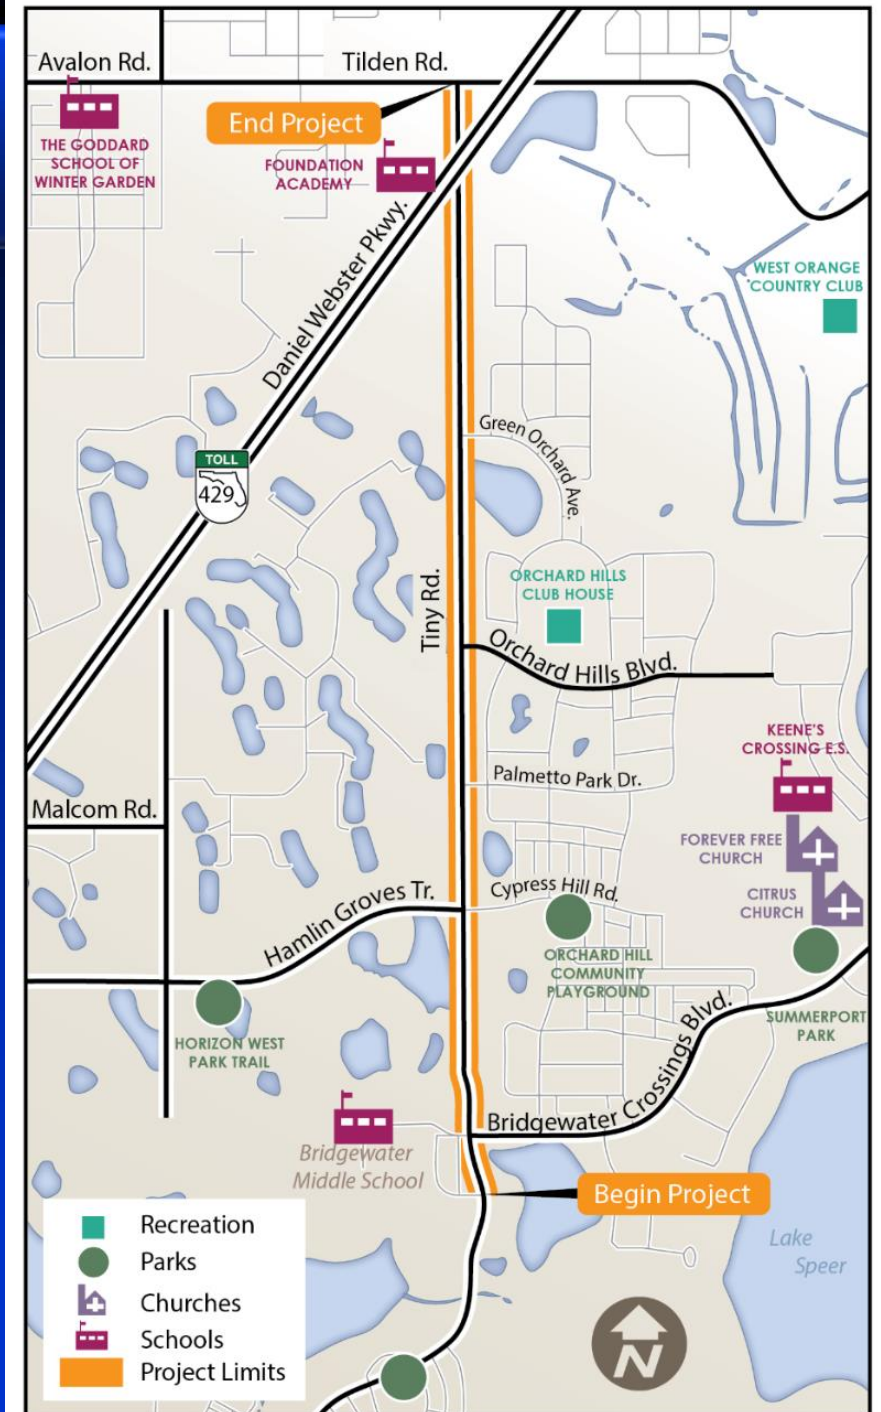 Avalon Rd.
Tilden Rd.
End Project
THE GODDARD
SCHOOL OF
WINTER GARDEN
FOUNDATION
ACADEMY
Daniel Webster Pkwy.
WEST ORANGE
COUNTRY CLUB
TOLL
429
Green Orchard Ave.
Tiny Rd.
ORCHARD HILLS
CLUB HOUSE
Orchard Hills Blvd.
KEENE'S
CROSSING E.S.
Palmetto Park Dr.
Malcom Rd.
FOREVER FREE
CHURCH
CITRUS
CHURCH
Hamlin Groves Tr.
Cypress Hill Rd.
ORCHARD HILL
COMMUNITY
PLAYGROUND
HORIZON WEST
PARK TRAIL
SUMMERPORT
PARK
Bridgewater Crossings Blvd.
Bridgewater
Middle School
Begin Project
Lake
Speer
Recreation
Parks
Churches
Schools
Project Limits
N